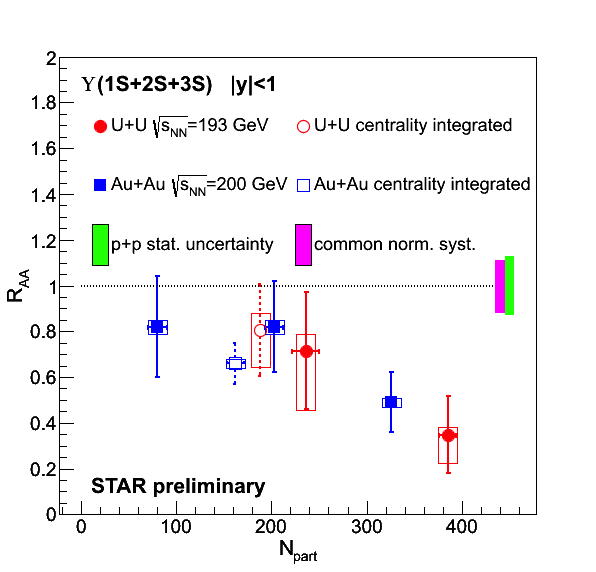 2
ϒ(1S+2S+3S) |y|<1
1.8
U+U √sNN=193 GeV U+U centrality integrated
1.6
Au+Au √sNN=200 GeV Au+Au centrality integrated
1.4
p+p stat. uncertainty common norm. syst.
1.2
RAA
1
0.8
0.6
0.4
0.2
STAR preliminary
0
0 100 200 300 400
Npart